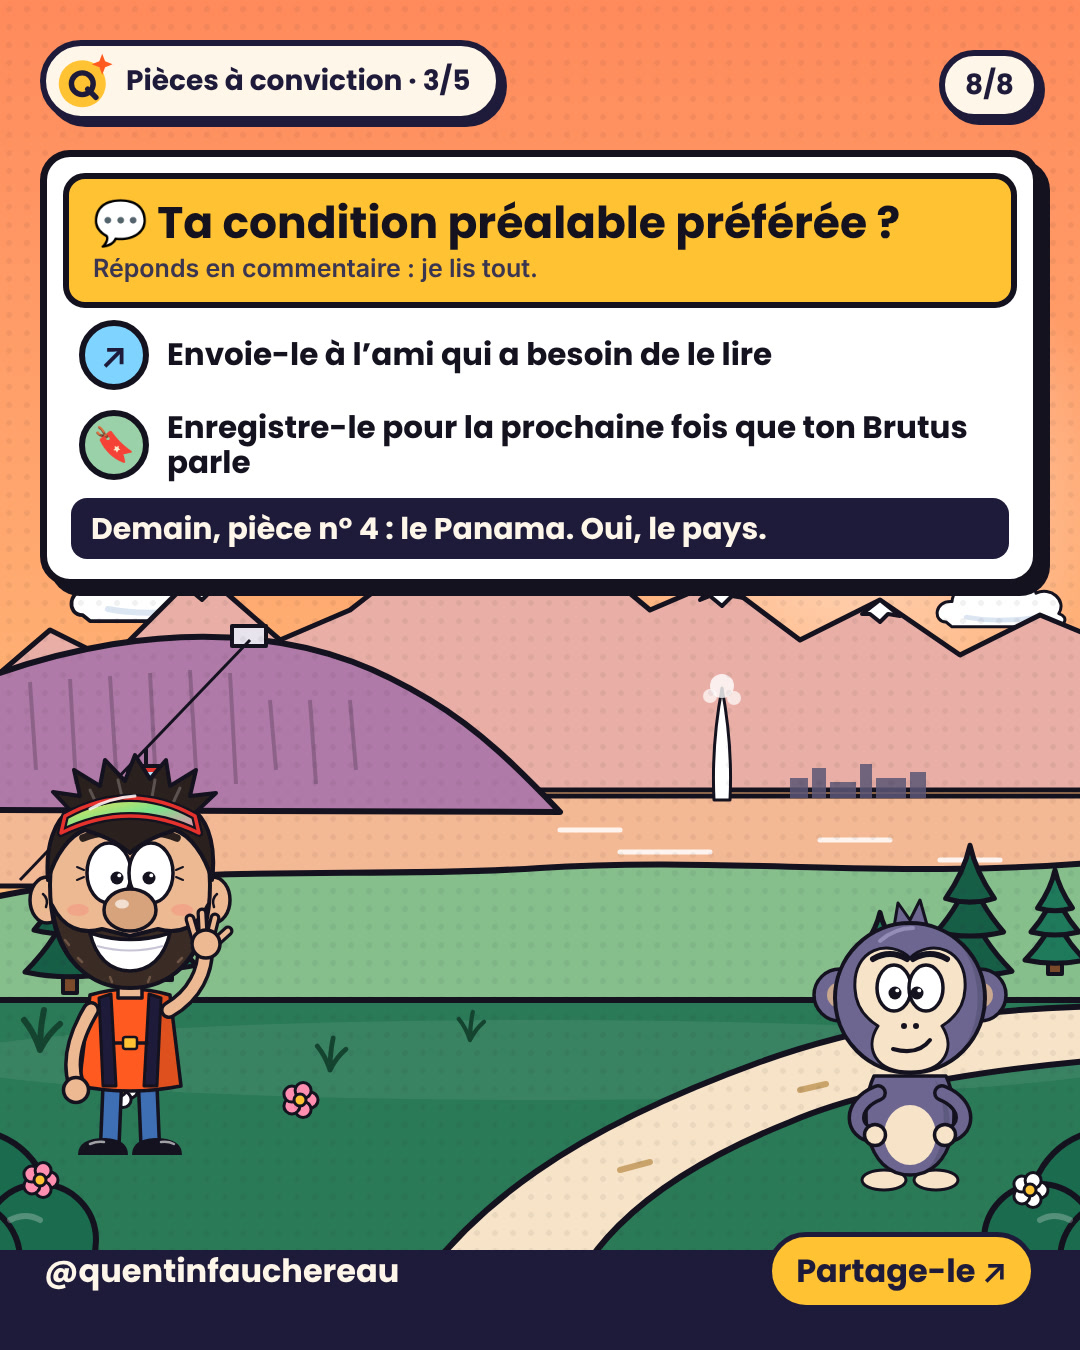 Q Pièces à conviction · 3/5
8/8
💬 Ta condition préalable préférée ?
Réponds en commentaire : je lis tout.
Envoie-le à l’ami qui a besoin de le lire
Enregistre-le pour la prochaine fois que ton Brutus
parle
Demain, pièce n° 4 : le Panama. Oui, le pays.
@quentinfauchereau
Partage-le ↗